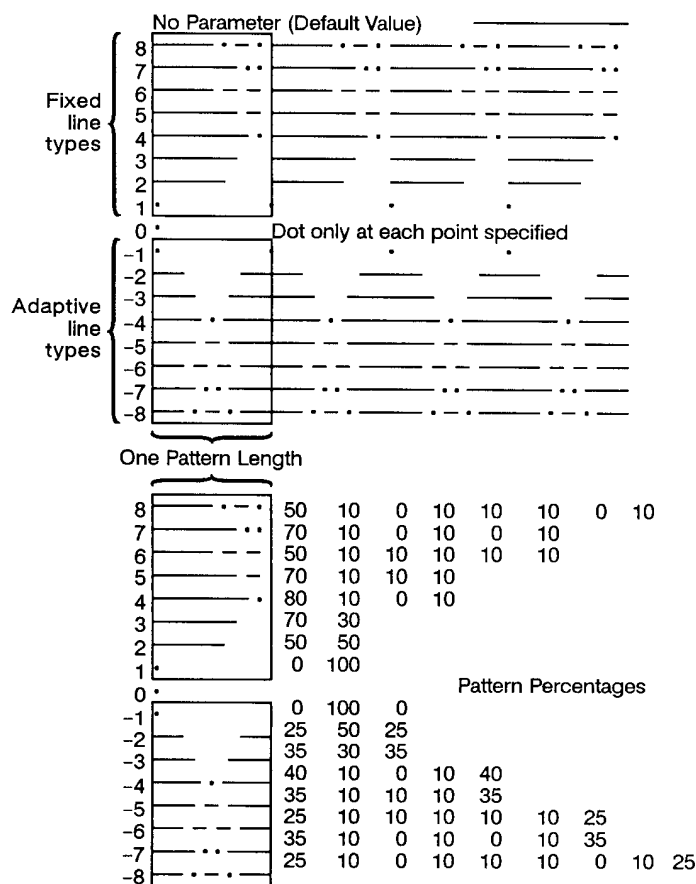 No Parameter (Default Value)
8
7
6
Fixed
line
types
5
4
3
2
1
0 Dot only at each point specified
-1
-2
-3
Adaptive
line
types
-4
-5
-6
-7
-8
One Pattern Length
8 50 10 0 10 10 10 0 10
7 70 10 0 10 0 10
6 50 10 10 10 10 10
5 70 10 10 10
4 80 10 0 10
3 70 30
2 50 50
1 0 100
0 Pattern Percentages
-1 0 100 0
-2 25 50 25
-3 35 30 35
-4 40 10 0 10 40
-5 35 10 10 10 35
-6 25 10 10 10 10 10 25
-7 35 10 0 10 0 10 35
-8 25 10 0 10 10 10 0 10 25